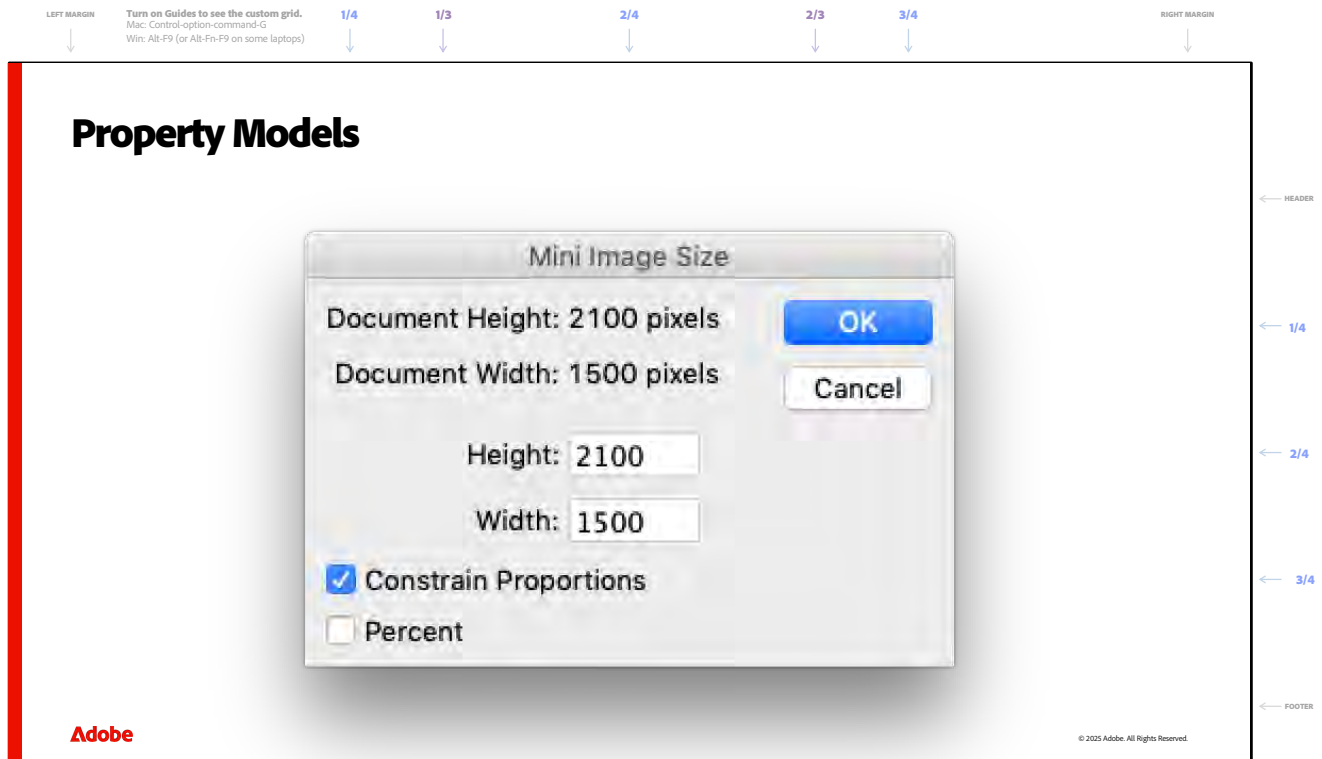 LEFT MARGIN
Turn on Guides to see the custom grid.
Mac: Control-option-command-G
Win: Alt-F9 (or Alt-Fn-F9 on some laptops)
1/4
1/3
2/4
2/3
3/4
RIGHT MARGIN
Property Models
HEADER
Mini Image Size
Document Height: 2100 pixels
OK
1/4
Document Width: 1500 pixels
Cancel
Height: 2100
2/4
Width: 1500
Constrain Proportions
3/4
Percent
FOOTER
Adobe
© 2025 Adobe. All Rights Reserved.